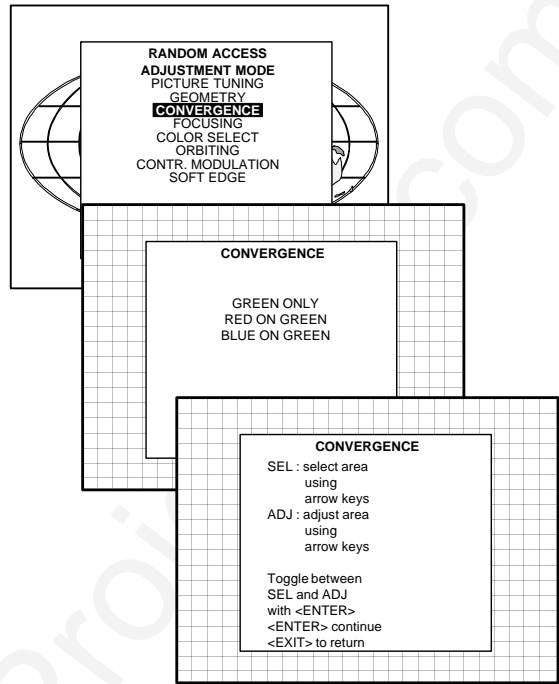 RANDOM ACCESS
ADJUSTMENT MODE
PICTURE TUNING
GEOMETRY
CONVERGENCE
FOCUSING
COLOR SELECT
ORBITING
CONTR. MODULATION
SOFT EDGE
CONVERGENCE
GREEN ONLY
RED ON GREEN
BLUE ON GREEN
CONVERGENCE
SEL : select area
using
arrow keys
ADJ : adjust area
using
arrow keys
Toggle between
SEL and ADJ
with <ENTER>
<ENTER> continue
<EXIT> to return